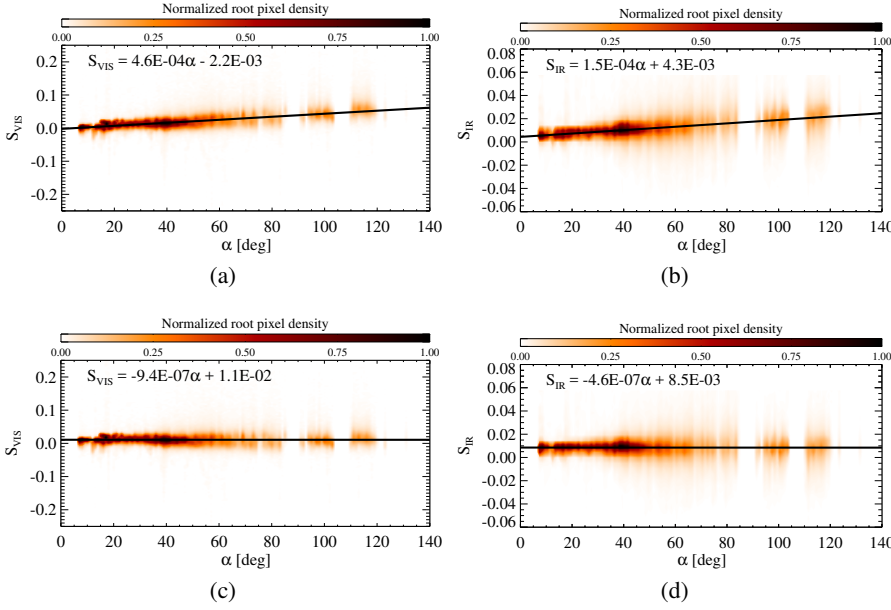 Normalized root pixel density
0.00 0.25 0.50 0.75 1.00
S_VIS = 4.6E-04α - 2.2E-03
0.2
0.1
0.0
-0.1
-0.2
S_VIS
0 20 40 60 80 100 120 140
α [deg]
(a)
Normalized root pixel density
0.00 0.25 0.50 0.75 1.00
S_IR = 1.5E-04α + 4.3E-03
0.08
0.06
0.04
0.02
0.00
-0.02
-0.04
-0.06
S_IR
0 20 40 60 80 100 120 140
α [deg]
(b)
Normalized root pixel density
0.00 0.25 0.50 0.75 1.00
S_VIS = -9.4E-07α + 1.1E-02
0.2
0.1
0.0
-0.1
-0.2
S_VIS
0 20 40 60 80 100 120 140
α [deg]
(c)
Normalized root pixel density
0.00 0.25 0.50 0.75 1.00
S_IR = -4.6E-07α + 8.5E-03
0.08
0.06
0.04
0.02
0.00
-0.02
-0.04
-0.06
S_IR
0 20 40 60 80 100 120 140
α [deg]
(d)